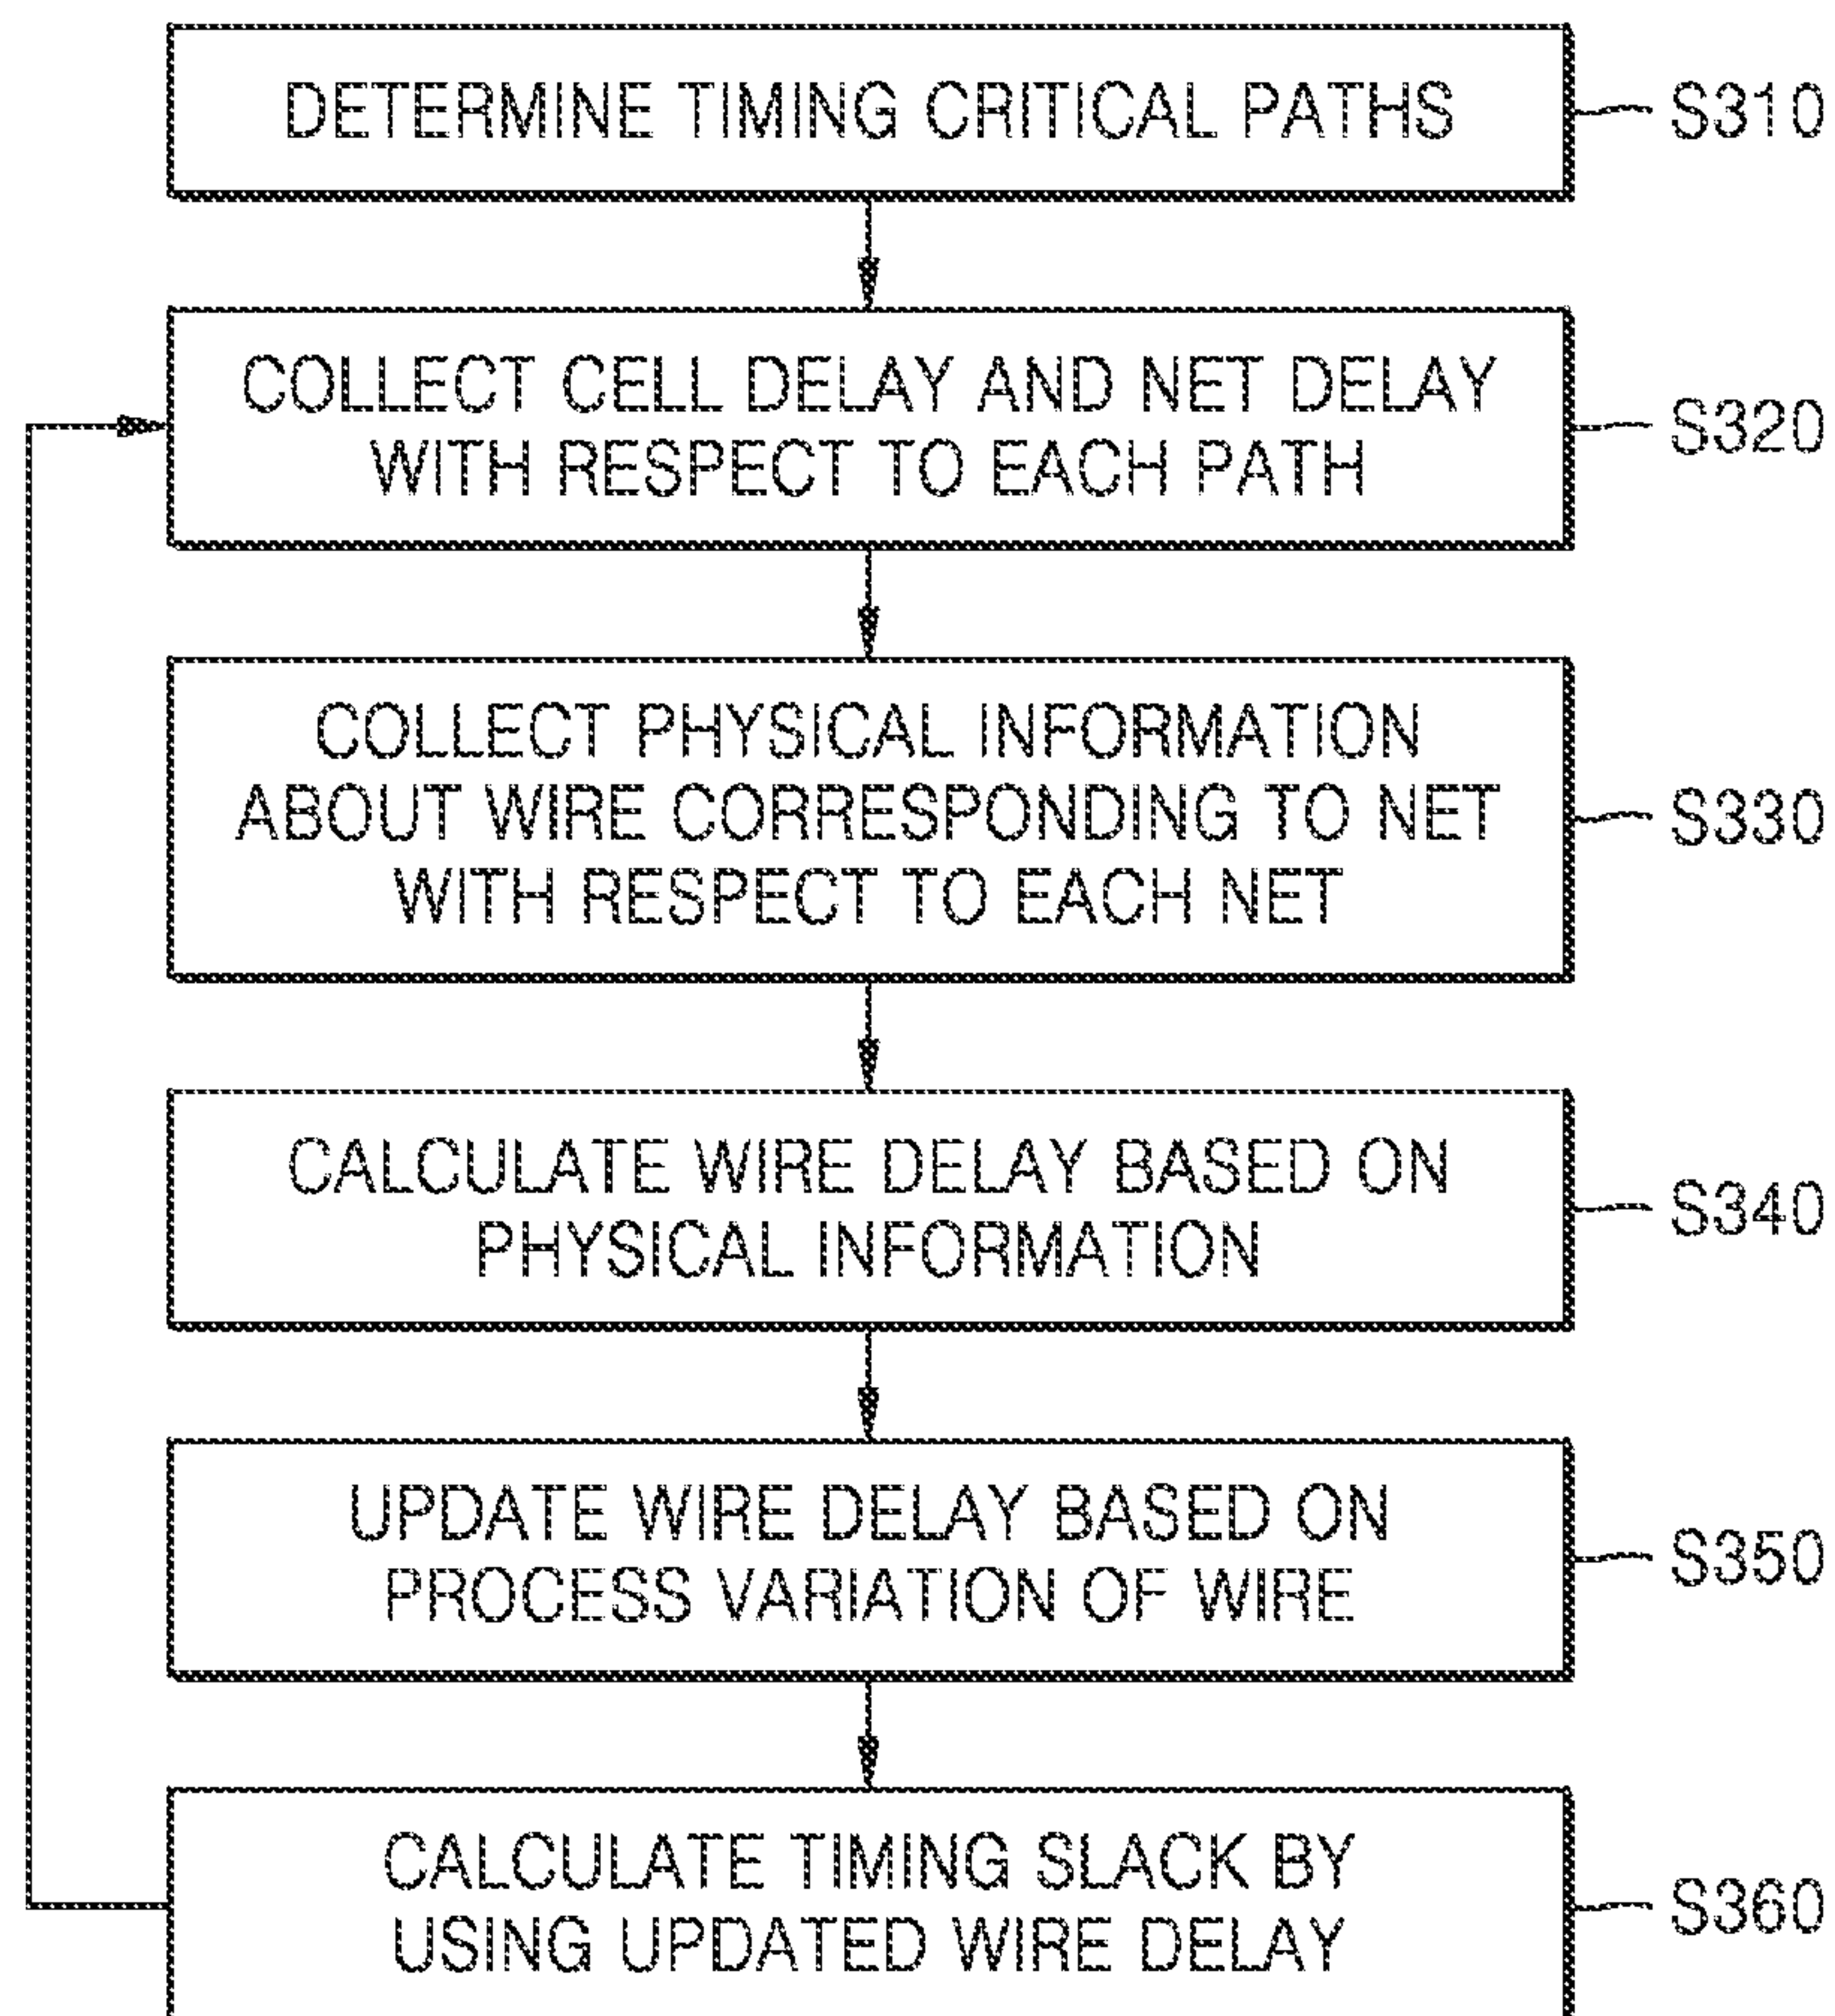 DETERMINE TIMING CRITICAL PATHS
S310
COLLECT CELL DELAY AND NET DELAY
WITH RESPECT TO EACH PATH
S320
COLLECT PHYSICAL INFORMATION
ABOUT WIRE CORRESPONDING TO NET
WITH RESPECT TO EACH NET
S330
CALCULATE WIRE DELAY BASED ON
PHYSICAL INFORMATION
S340
UPDATE WIRE DELAY BASED ON
PROCESS VARIATION OF WIRE
S350
CALCULATE TIMING SLACK BY
USING UPDATED WIRE DELAY
S360